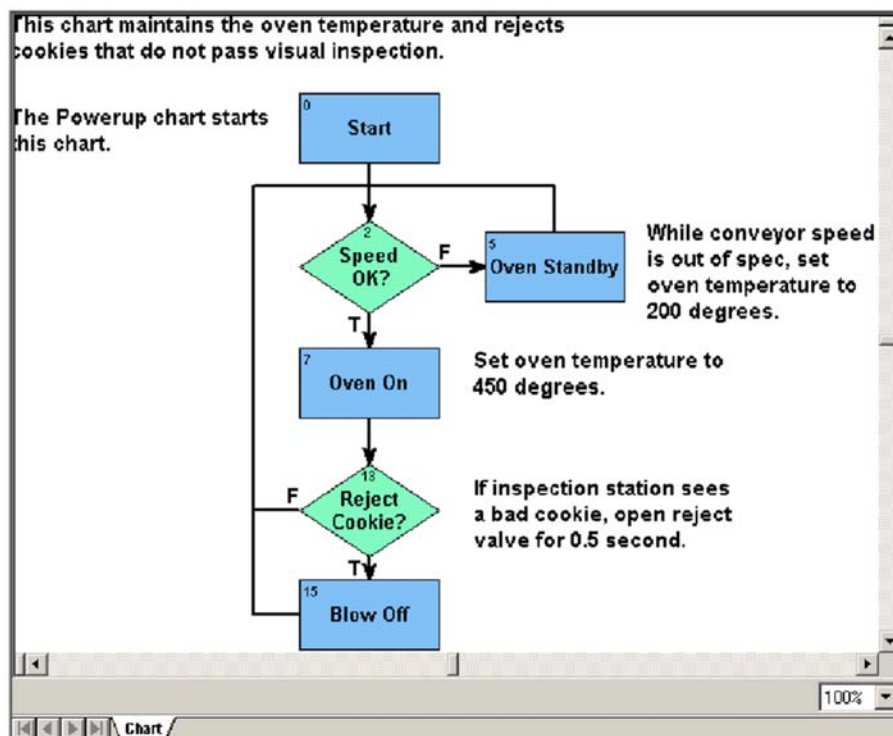 This chart maintains the oven temperature and rejects
cookies that do not pass visual inspection.
The Powerup chart starts
this chart.
0
Start
2
Speed
OK?
F
T
5
Oven Standby
While conveyor speed
is out of spec, set
oven temperature to
200 degrees.
7
Oven On
Set oven temperature to
450 degrees.
13
Reject
Cookie?
F
T
If inspection station sees
a bad cookie, open reject
valve for 0.5 second.
15
Blow Off
100%
Chart